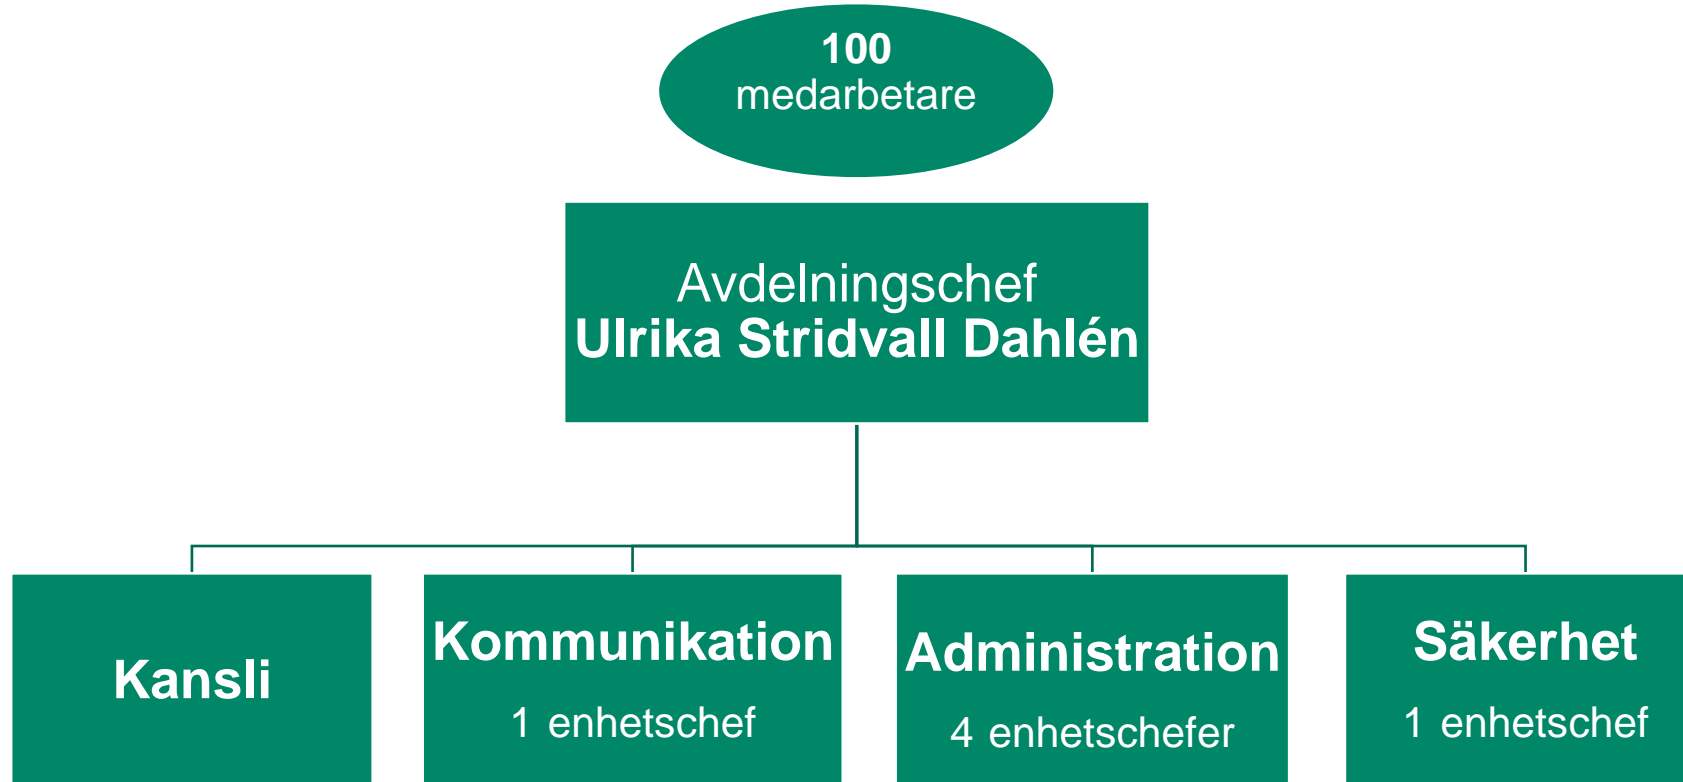 100
medarbetare
Avdelningschef
Ulrika Stridvall Dahlén
Kansli
Kommunikation
1 enhetschef
Administration
4 enhetschefer
Säkerhet
1 enhetschef